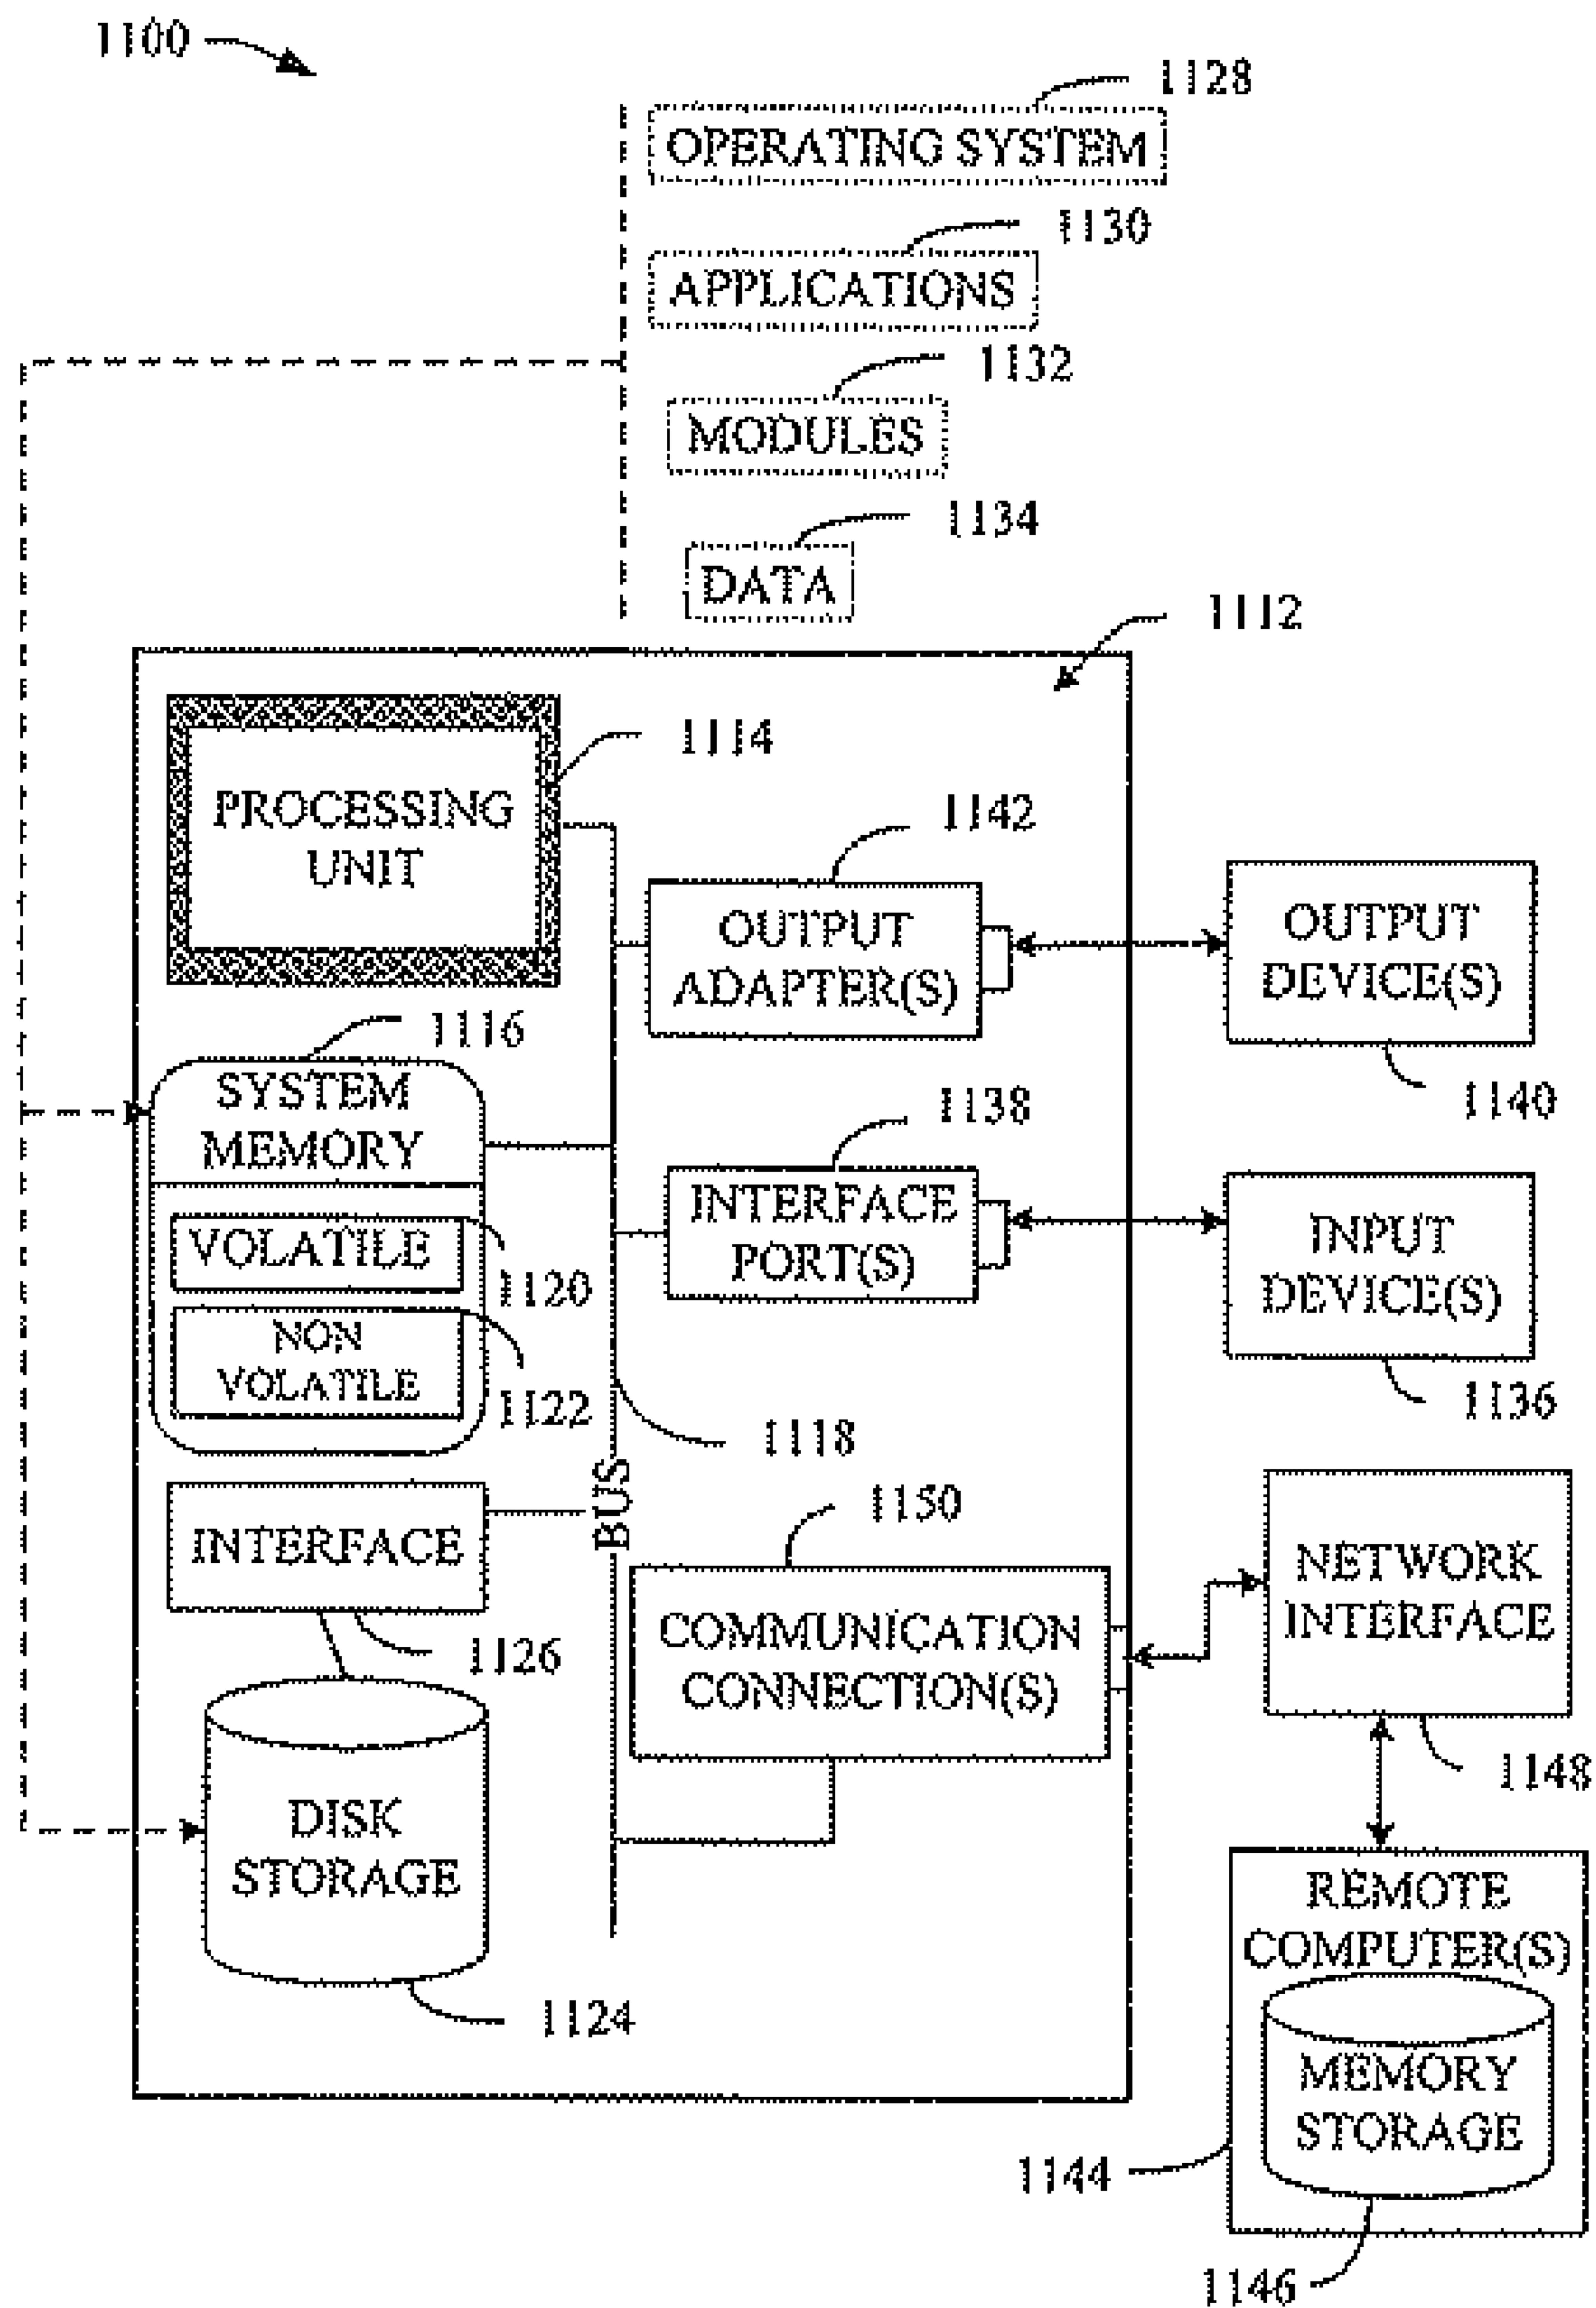 1100
1128
OPERATING SYSTEM
1130
APPLICATIONS
1132
MODULES
1134
DATA
1112
PROCESSING
UNIT
1114
1142
OUTPUT
ADAPTER(S)
OUTPUT
DEVICE(S)
1140
1116
SYSTEM
MEMORY
VOLATILE
1120
NON
VOLATILE
1122
1138
INTERFACE
PORT(S)
INPUT
DEVICE(S)
1136
1118
BUS
INTERFACE
1126
1150
COMMUNICATION
CONNECTION(S)
NETWORK
INTERFACE
1148
DISK
STORAGE
1124
REMOTE
COMPUTER(S)
MEMORY
STORAGE
1144
1146